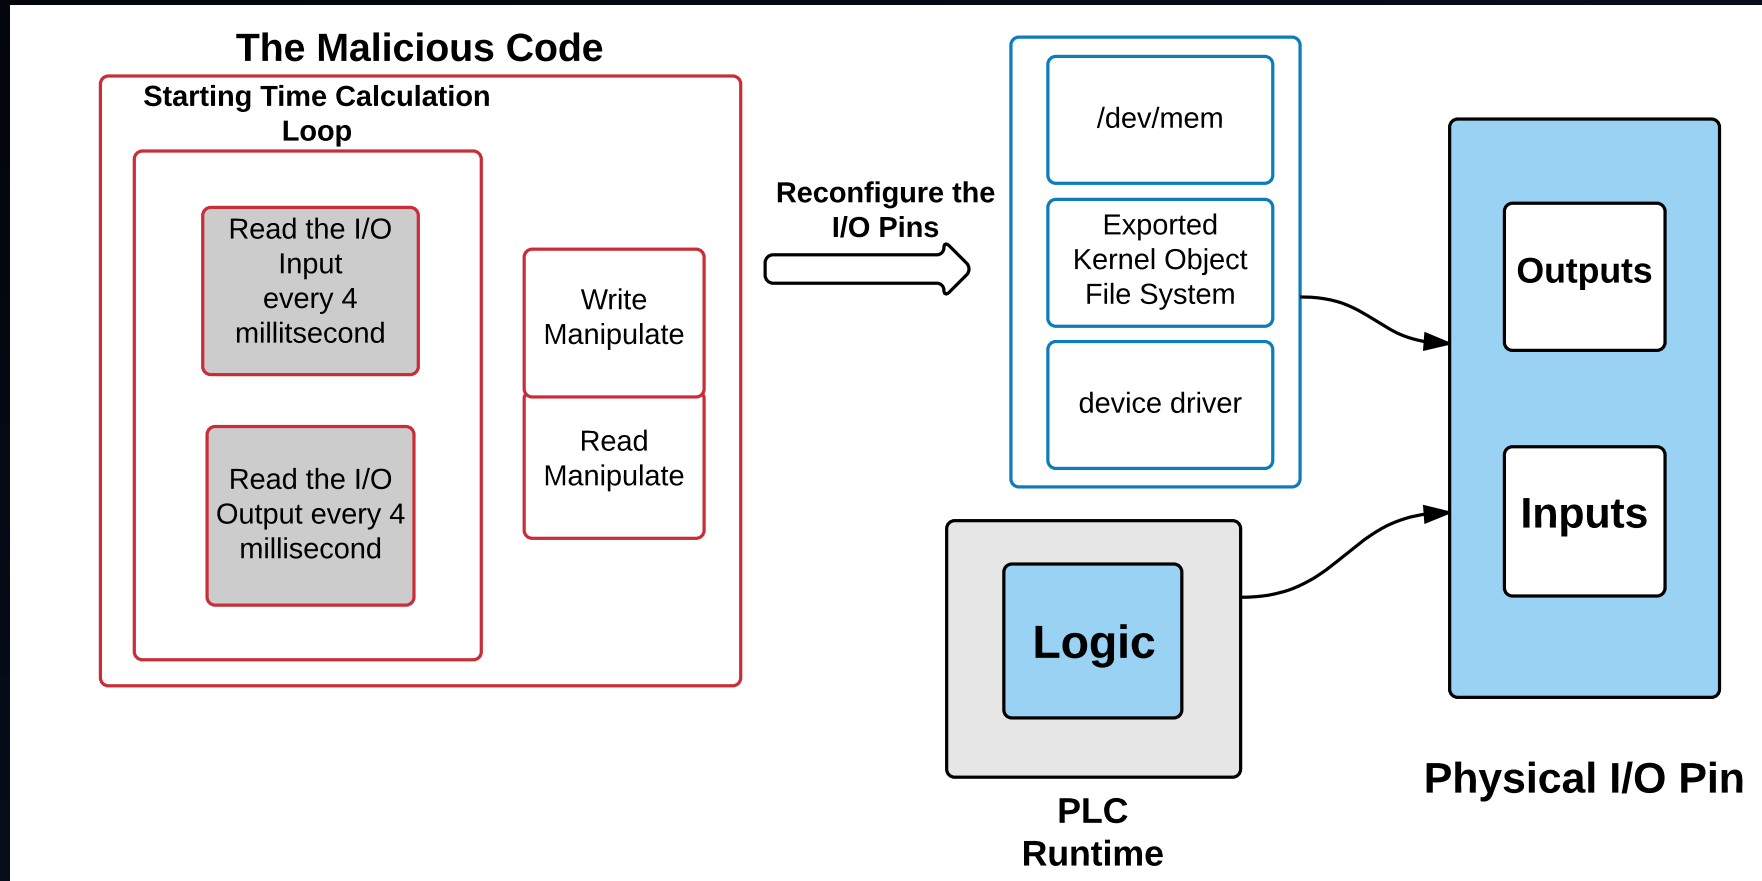 The Malicious Code
Starting Time Calculation
Loop
Read the I/O
Input
every 4
millitsecond
Read the I/O
Output every 4
millisecond
Write
Manipulate
Read
Manipulate
Reconfigure the
I/O Pins
/dev/mem
Exported
Kernel Object
File System
device driver
Logic
PLC
Runtime
Outputs
Inputs
Physical I/O Pin